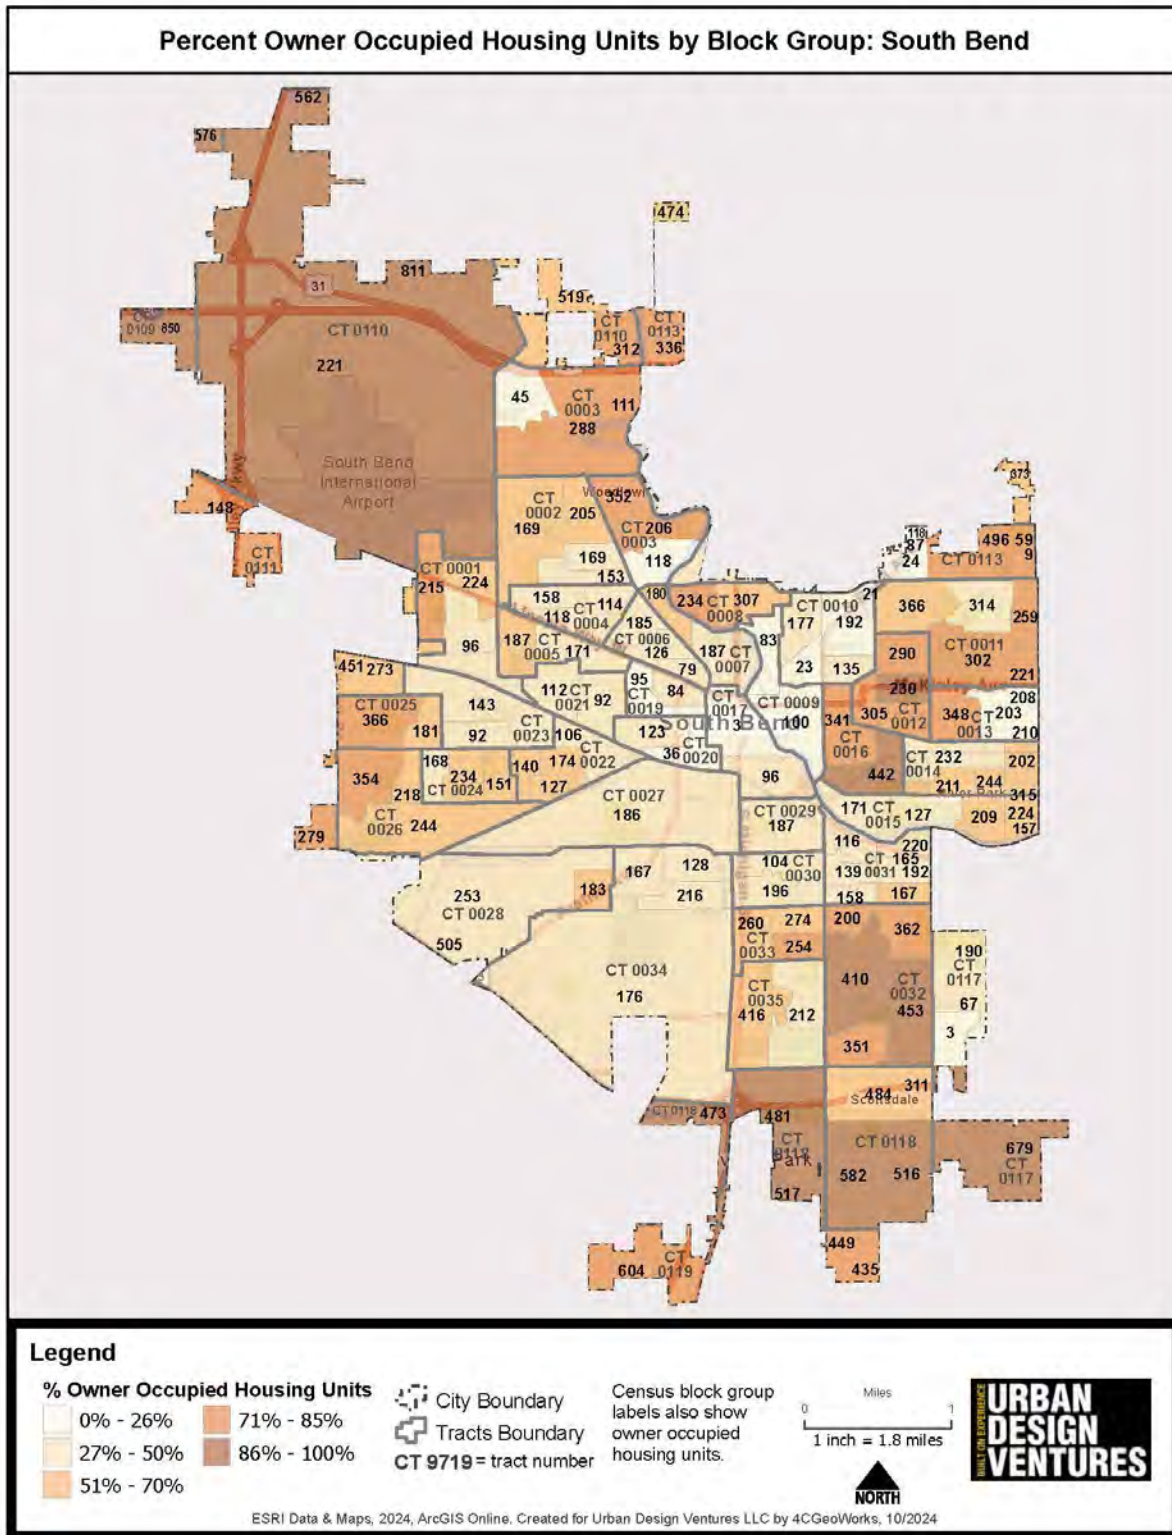 Percent Owner Occupied Housing Units by Block Group: South Bend
562
576
474
811
31
519
CT 0110
CT
0109 850
CT
0110
312
CT
0113
336
221
45
CT
0003
111
288
South Bend
International
Airport
373
148
CT
0111
CT
0002
205
169
352
CT 206
0003
118
169
153
118
87
24
496 59
9
CT 0113
CT 0001
224
215
158
114
118 CT
0004
180
234 CT 307
0008
21
CT 0010
177 192
366
314
259
185
CT 0006
126
83
187 CT
0005 171
96
187 CT
0007
79
23
135
290
CT 0011
302
221
451 273
112 CT
0021 92
95
84
CT
0019
CT
0017
3
CT 0009
100
South Bend
230
208
CT 0025
366
143
181
92
CT
0023
106
123
36 CT
0020
341
CT
0016
305 CT
0012
348 CT 203
0013
210
168
234
CT 0024 151
140 174 CT
0022
127
96
442
CT 232
0014
202
211
244
354
218
CT
0026
244
279
CT 0027
186
CT 0029
187
171 CT
0015
127
315
209
224
157
116
220
CT 165
139 0031 192
158
167
104 CT
0030
196
128
167
216
253
CT 0028
183
505
260 274
CT
0033 254
200
362
CT 0034
176
CT
0035
416
212
410
CT
0032
453
351
190
CT
0117
67
3
311
484
Scottsdale
CT 0118 473
481
CT
0118
Park
517
CT 0118
582
516
679
CT
0117
449
435
604 CT
0119
Legend
% Owner Occupied Housing Units
0% - 26%
27% - 50%
51% - 70%
71% - 85%
86% - 100%
City Boundary
Tracts Boundary
CT 9719 = tract number
Census block group
labels also show
owner occupied
housing units.
Miles
0 1
1 inch = 1.8 miles
NORTH
BUILT ON EXPERIENCE
URBAN
DESIGN
VENTURES
ESRI Data & Maps, 2024, ArcGIS Online. Created for Urban Design Ventures LLC by 4CGeoWorks, 10/2024